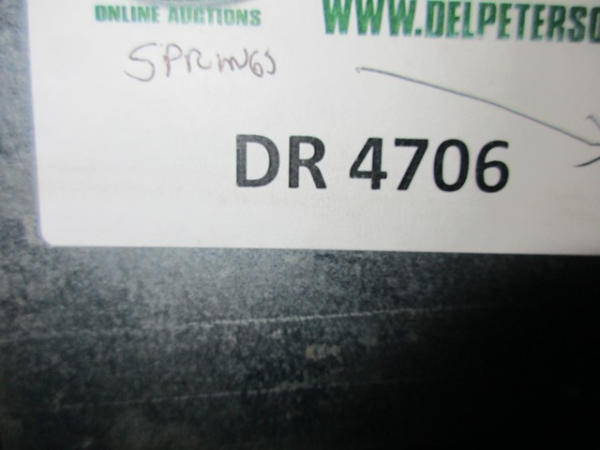 ONLINE AUCTIONS
WWW.DELPETERSO
SPRINGS
DR 4706